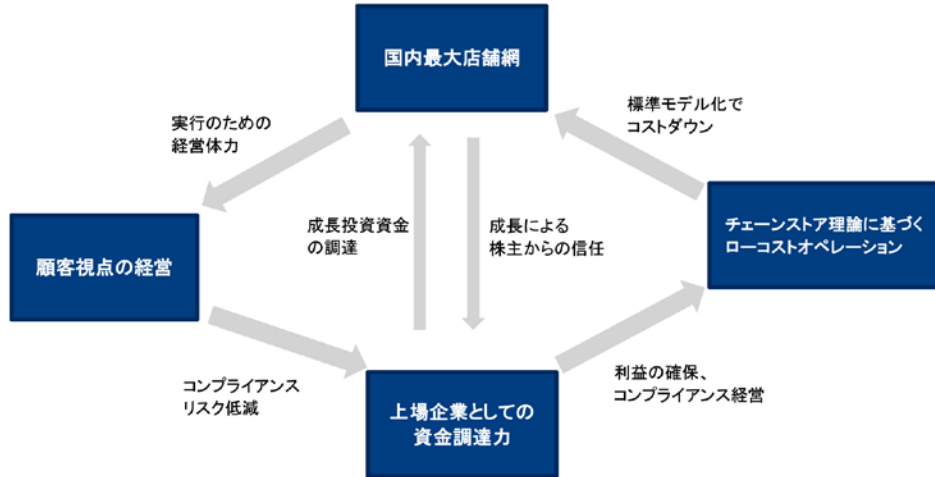 国内最大店舗網
実行のための
経営体力
標準モデル化で
コストダウン
成長投資資金
の調達
成長による
株主からの信任
チェーンストア理論に基づく
ローコストオペレーション
顧客視点の経営
コンプライアンス
リスク低減
利益の確保、
コンプライアンス経営
上場企業としての
資金調達力